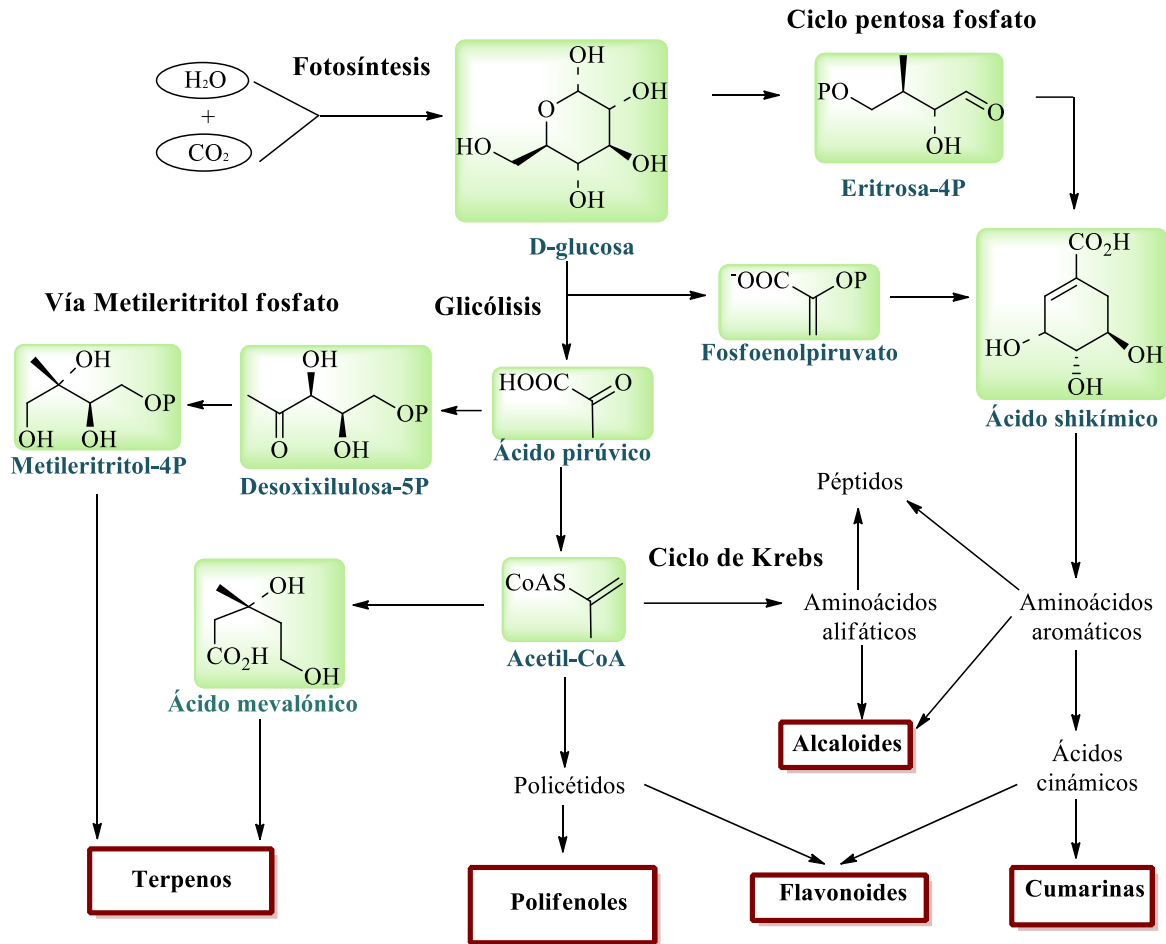 Ciclo pentosa fosfato
Fotosíntesis
H2O
+
CO2
OH
OH
O
HO
OH
OH
D-glucosa
PO
O
OH
Eritrosa-4P
CO2H
HO
OH
OH
Ácido shikímico
Glicólisis
-OOC
OP
Fosfoenolpiruvato
Vía Metileritritol fosfato
OH
OP
OH
OH
Metileritritol-4P
OH
OP
O
OH
Desoxixilulosa-5P
HOOC
O
Ácido pirúvico
Péptidos
Ciclo de Krebs
CoAS
Acetil-CoA
OH
CO2H
OH
Ácido mevalónico
Aminoácidos
alifáticos
Aminoácidos
aromáticos
Alcaloides
Policétidos
Ácidos
cinámicos
Terpenos
Polifenoles
Flavonoides
Cumarinas